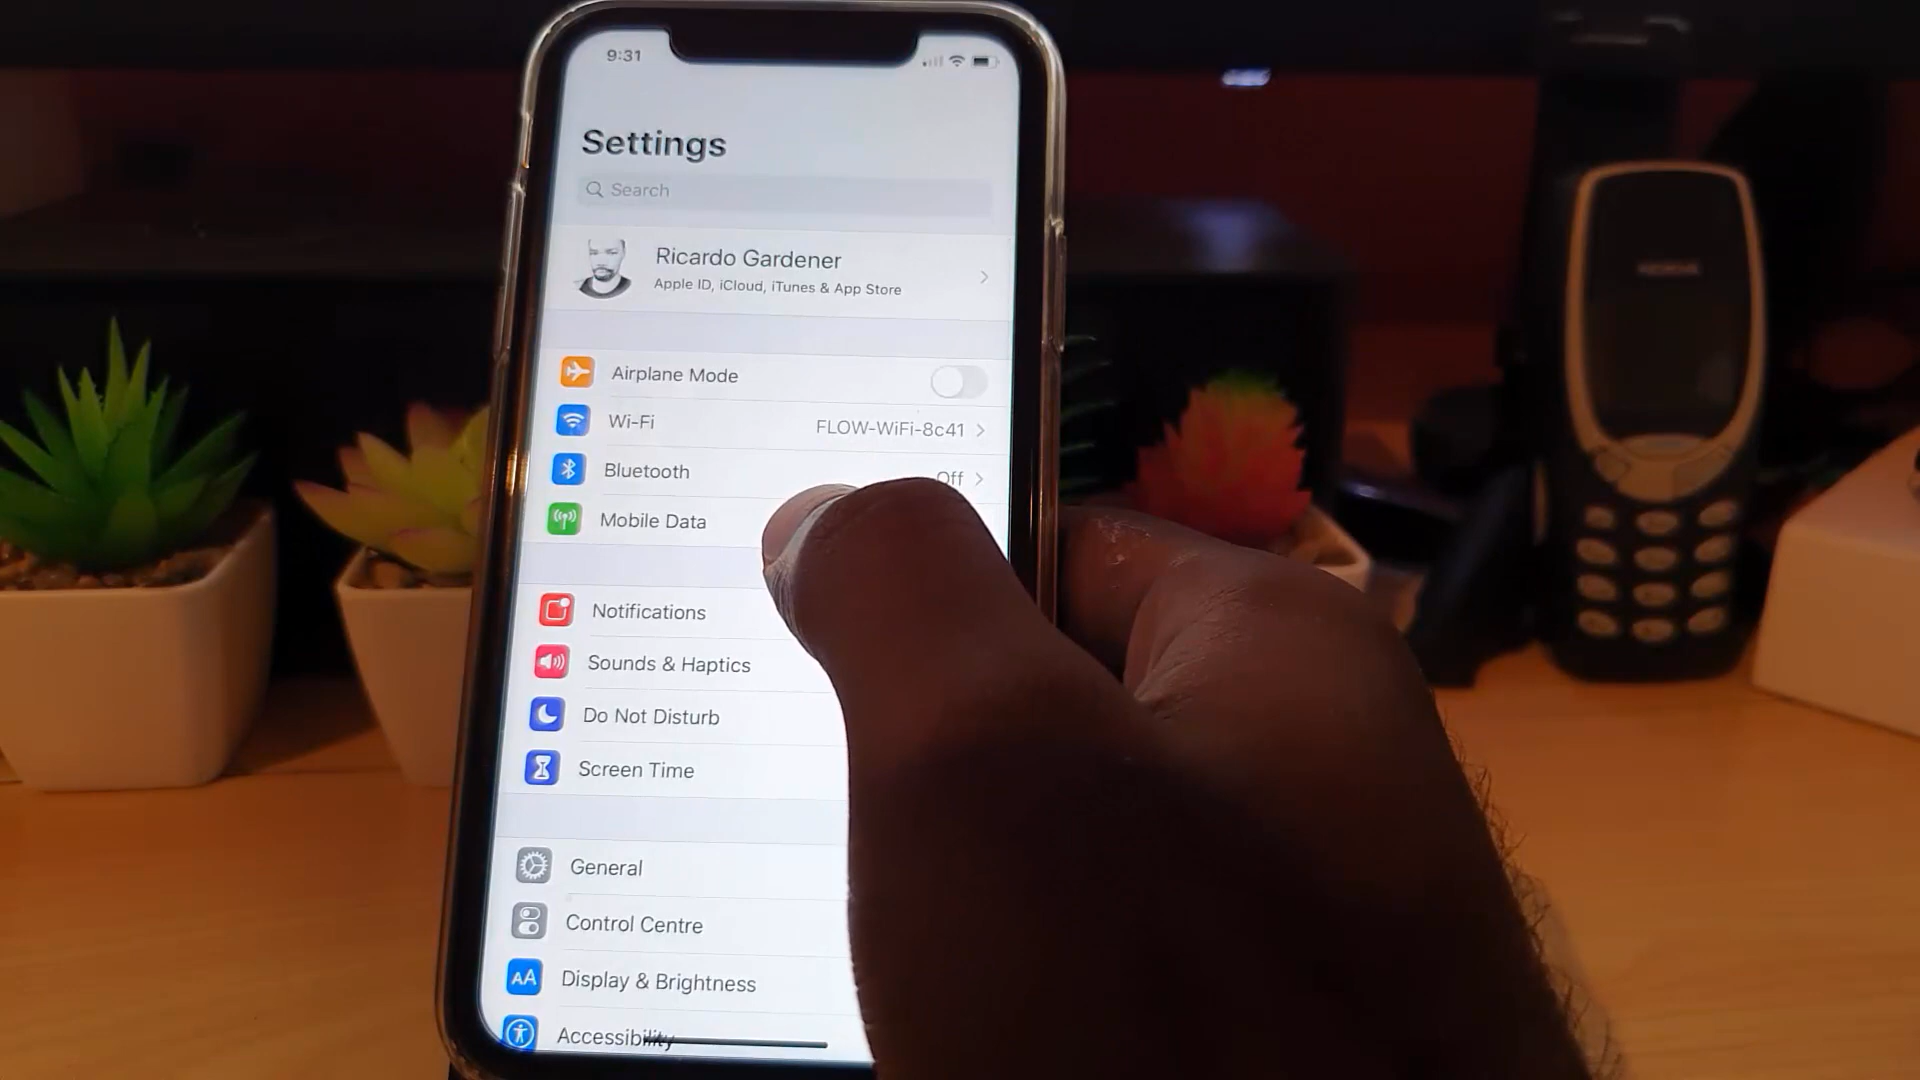 9:31
Settings
Search
Ricardo Gardener
Apple ID, iCloud, iTunes & App Store
Airplane Mode
Wi-Fi FLOW-WiFi-8c41
Bluetooth Off
Mobile Data
Notifications
Sounds & Haptics
Do Not Disturb
Screen Time
General
Control Centre
AA Display & Brightness
Accessibility
NOKIA